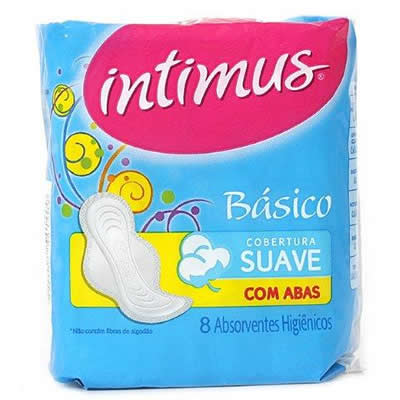 intimus®
Básico
COBERTURA
SUAVE
COM ABAS
*Não contém fibras de algodão
8 Absorventes Higiênicos